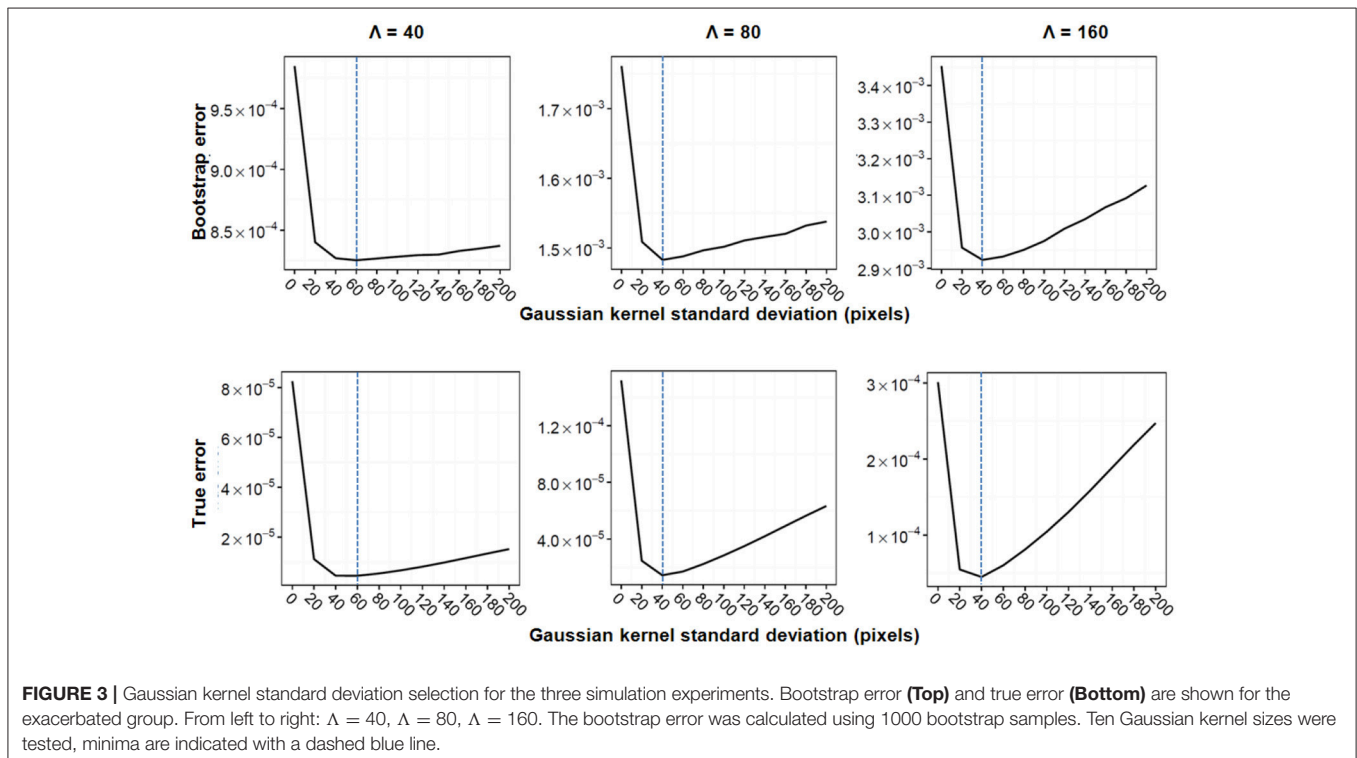 Λ = 40
Λ = 80
Λ = 160
Bootstrap error
9.5 × 10⁻⁴
9.0 × 10⁻⁴
8.5 × 10⁻⁴
0 20 40 60 80 100 120 140 160 180 200
1.7 × 10⁻³
1.6 × 10⁻³
1.5 × 10⁻³
0 20 40 60 80 100 120 140 160 180 200
3.4 × 10⁻³
3.3 × 10⁻³
3.2 × 10⁻³
3.1 × 10⁻³
3.0 × 10⁻³
2.9 × 10⁻³
0 20 40 60 80 100 120 140 160 180 200
Gaussian kernel standard deviation (pixels)
True error
8 × 10⁻⁵
6 × 10⁻⁵
4 × 10⁻⁵
2 × 10⁻⁵
0 20 40 60 80 100 120 140 160 180 200
1.2 × 10⁻⁴
8.0 × 10⁻⁵
4.0 × 10⁻⁵
0 20 40 60 80 100 120 140 160 180 200
3 × 10⁻⁴
2 × 10⁻⁴
1 × 10⁻⁴
0 20 40 60 80 100 120 140 160 180 200
Gaussian kernel standard deviation (pixels)
FIGURE 3 | Gaussian kernel standard deviation selection for the three simulation experiments. Bootstrap error (Top) and true error (Bottom) are shown for the
exacerbated group. From left to right: Λ = 40, Λ = 80, Λ = 160. The bootstrap error was calculated using 1000 bootstrap samples. Ten Gaussian kernel sizes were
tested, minima are indicated with a dashed blue line.